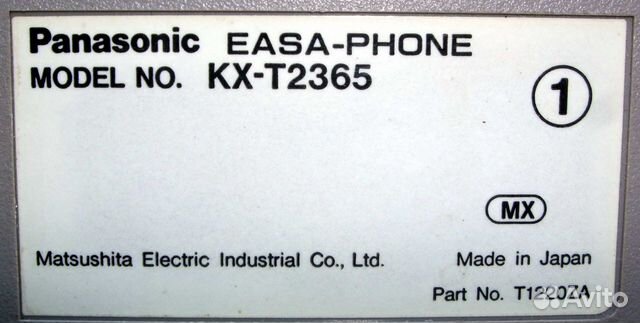 Panasonic EASA-PHONE
MODEL NO. KX-T2365
1
MX
Matsushita Electric Industrial Co., Ltd. Made in Japan
Part No. T1220ZA
Avito